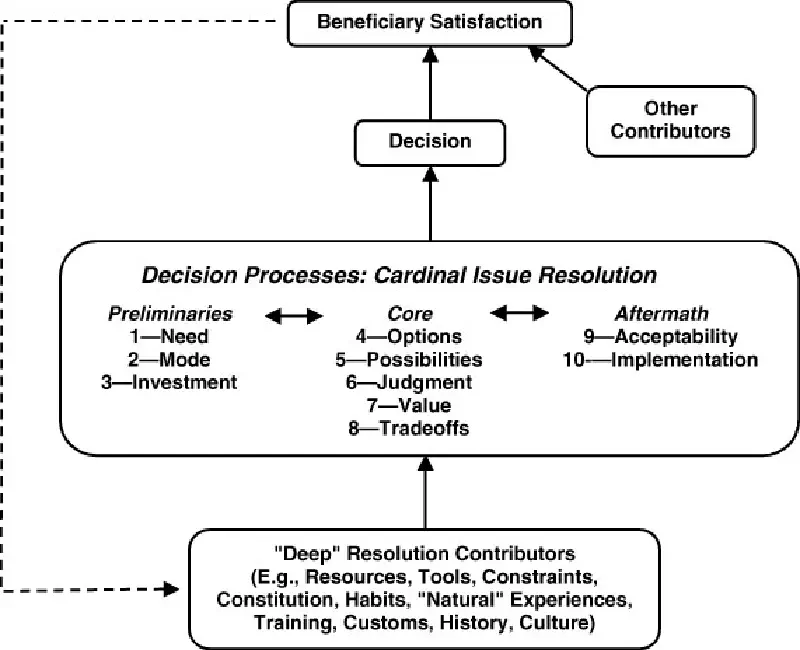 Beneficiary Satisfaction
Other
Contributors
Decision
Decision Processes: Cardinal Issue Resolution
Preliminaries
1—Need
2—Mode
3—Investment
Core
4—Options
5—Possibilities
6—Judgment
7—Value
8—Tradeoffs
Aftermath
9—Acceptability
10-—Implementation
"Deep" Resolution Contributors
(E.g., Resources, Tools, Constraints,
Constitution, Habits, "Natural" Experiences,
Training, Customs, History, Culture)